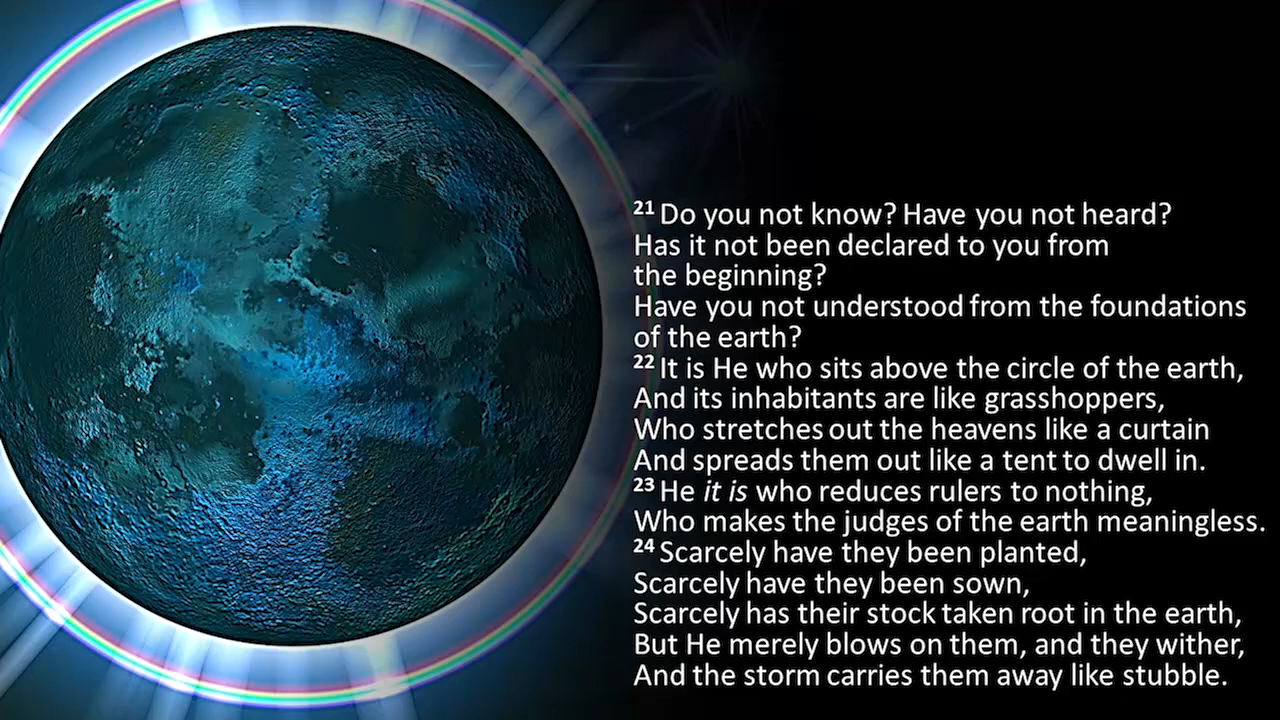 21 Do you not know? Have you not heard?
Has it not been declared to you from
the beginning?
Have you not understood from the foundations
of the earth?
22 It is He who sits above the circle of the earth,
And its inhabitants are like grasshoppers,
Who stretches out the heavens like a curtain
And spreads them out like a tent to dwell in.
23 He it is who reduces rulers to nothing,
Who makes the judges of the earth meaningless.
24 Scarcely have they been planted,
Scarcely have they been sown,
Scarcely has their stock taken root in the earth,
But He merely blows on them, and they wither,
And the storm carries them away like stubble.